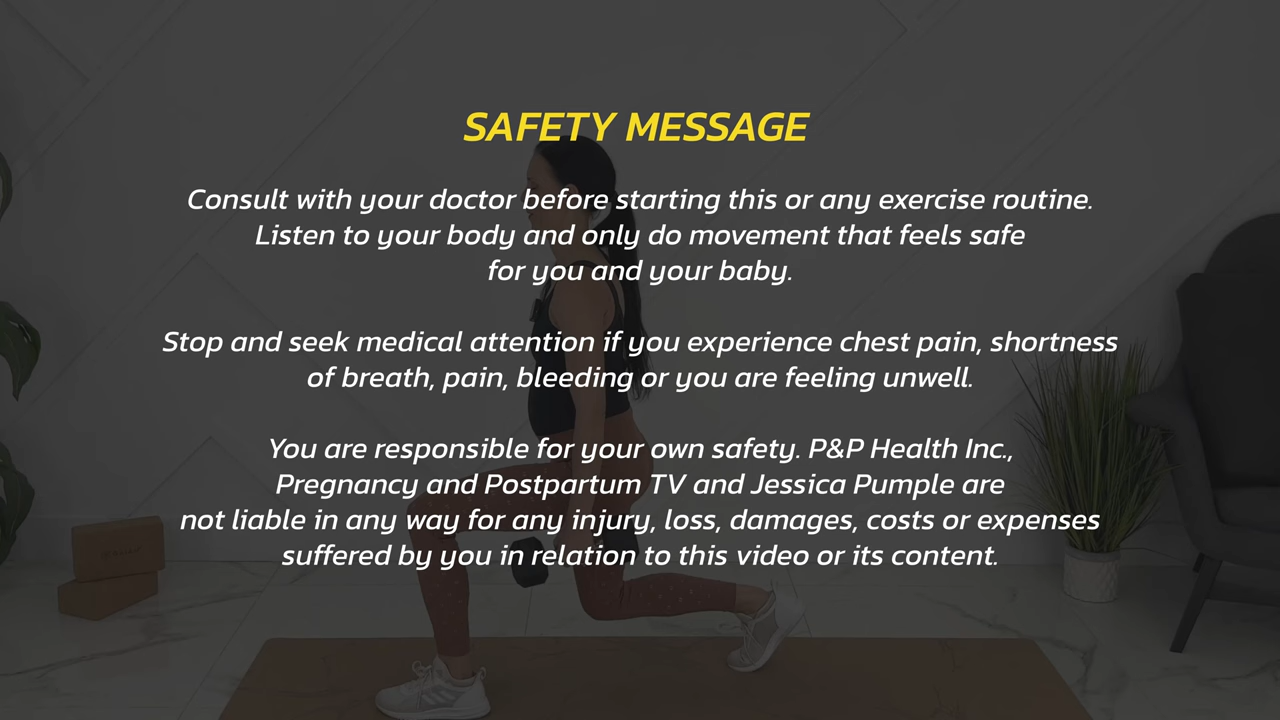 SAFETY MESSAGE
Consult with your doctor before starting this or any exercise routine.
Listen to your body and only do movement that feels safe
for you and your baby.
Stop and seek medical attention if you experience chest pain, shortness
of breath, pain, bleeding or you are feeling unwell.
You are responsible for your own safety. P&P Health Inc.,
Pregnancy and Postpartum TV and Jessica Pumple are
not liable in any way for any injury, loss, damages, costs or expenses
suffered by you in relation to this video or its content.